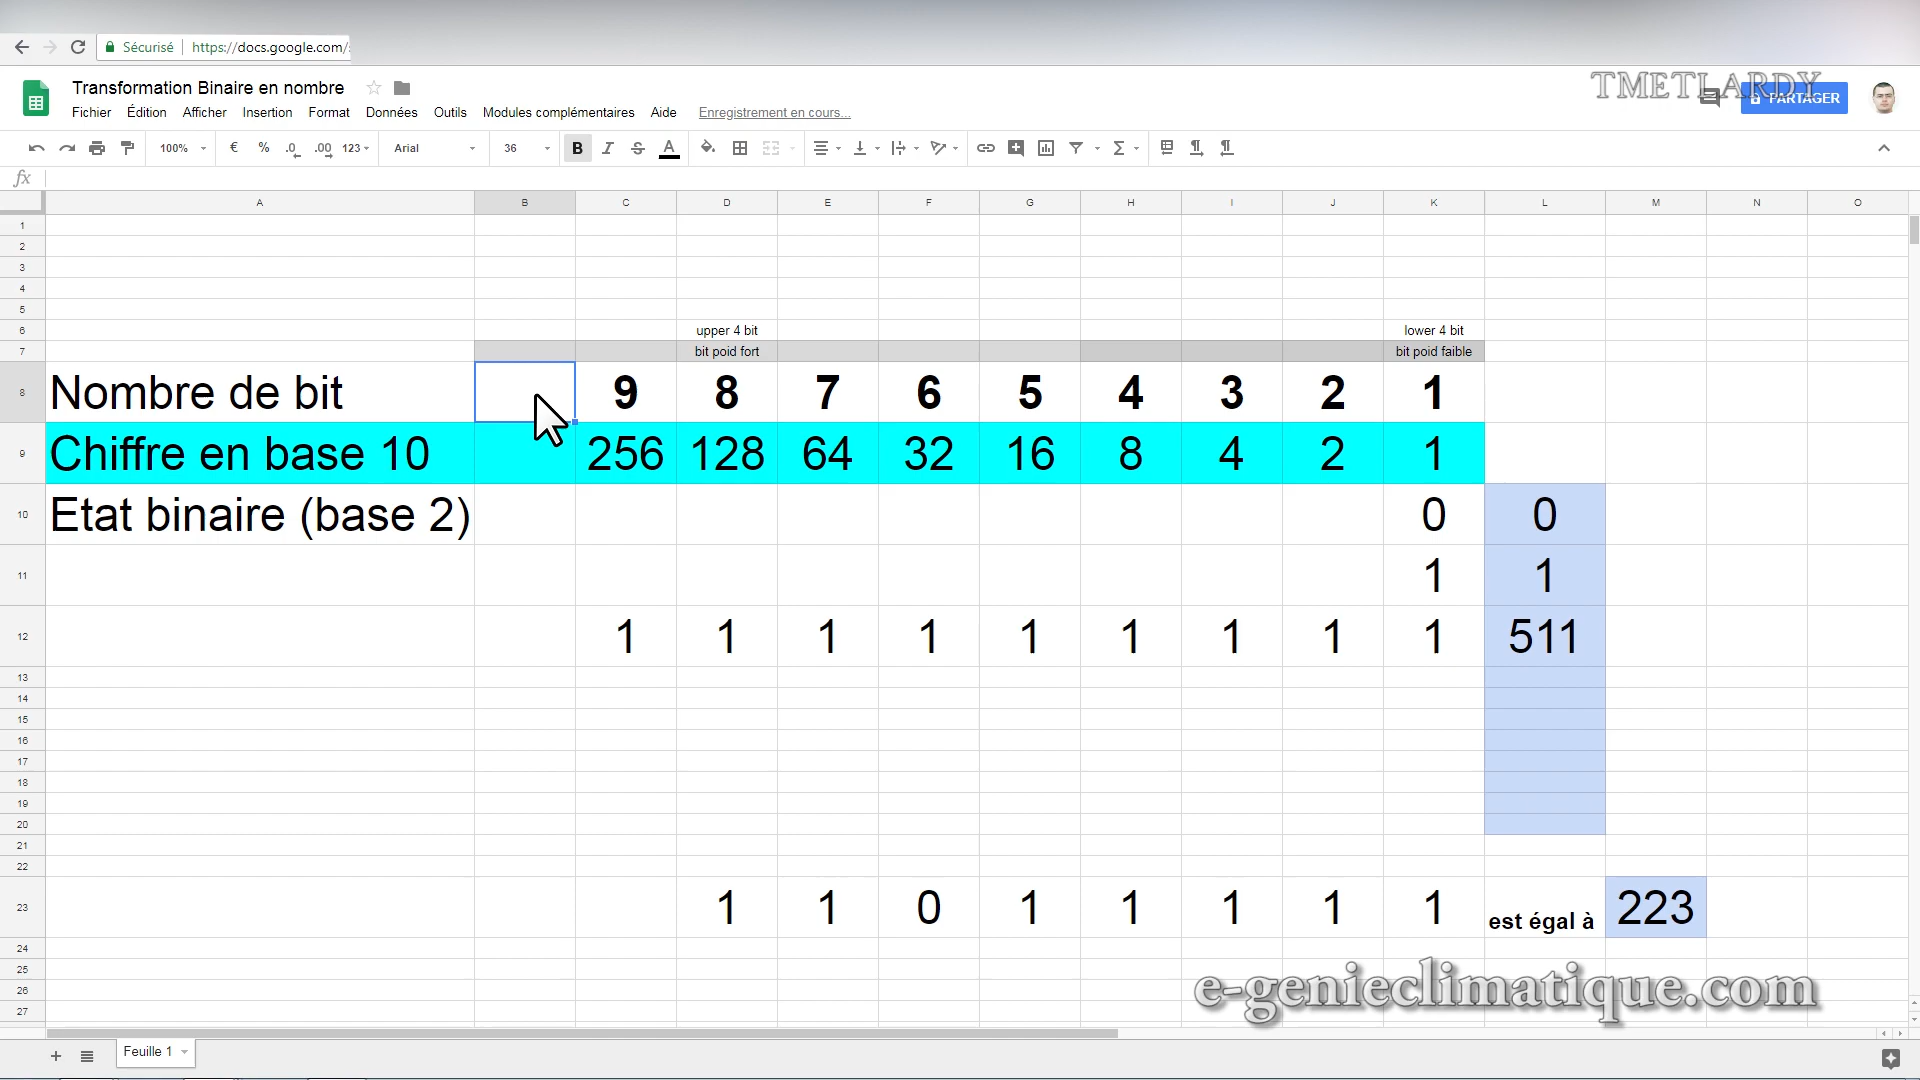 Sécurisé https://docs.google.com/
Transformation Binaire en nombre
TMETLARDY
PARTAGER
Fichier Édition Afficher Insertion Format Données Outils Modules complémentaires Aide Enregistrement en cours...
100% € % .0 .00 123 Arial 36 B I S A
fx
A B C D E F G H I J K L M N O
1
2
3
4
5
6 upper 4 bit lower 4 bit
7 bit poid fort bit poid faible
8 Nombre de bit 9 8 7 6 5 4 3 2 1
9 Chiffre en base 10 256 128 64 32 16 8 4 2 1
10 Etat binaire (base 2) 0 0
11 1 1
12 1 1 1 1 1 1 1 1 1 511
13
14
15
16
17
18
19
20
21
22
23 1 1 0 1 1 1 1 1 est égal à 223
24
25
26
27
e-genieclimatique.com
Feuille 1